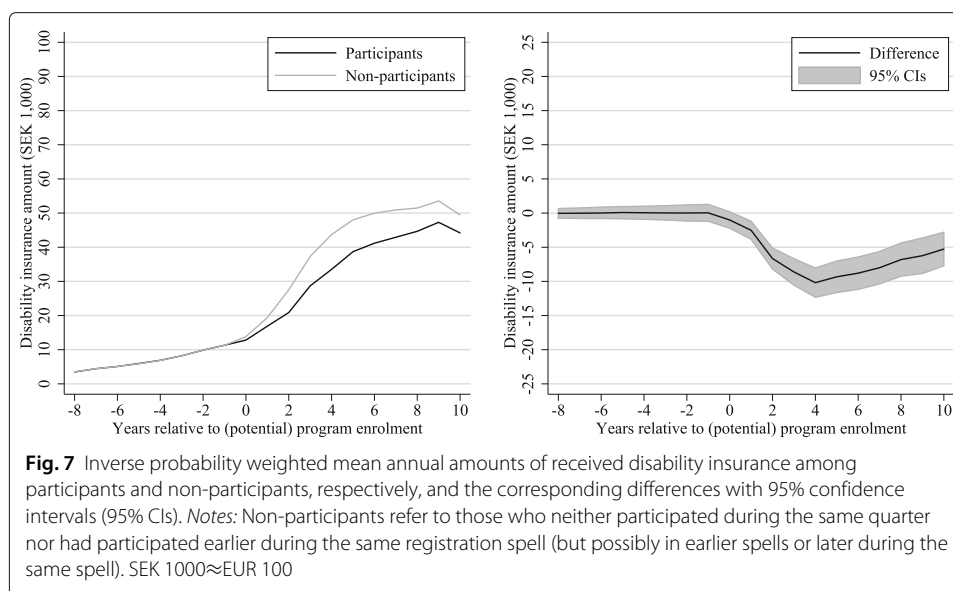 Participants
Non-participants
Disability insurance amount (SEK 1,000)
100
90
80
70
60
50
40
30
20
10
0
-8 -6 -4 -2 0 2 4 6 8 10
Years relative to (potential) program enrolment
Difference
95% CIs
Disability insurance amount (SEK 1,000)
25
20
15
10
5
0
-5
-10
-15
-20
-25
-8 -6 -4 -2 0 2 4 6 8 10
Years relative to (potential) program enrolment
Fig. 7 Inverse probability weighted mean annual amounts of received disability insurance among
participants and non-participants, respectively, and the corresponding differences with 95% confidence
intervals (95% CIs). Notes: Non-participants refer to those who neither participated during the same quarter
nor had participated earlier during the same registration spell (but possibly in earlier spells or later during the
same spell). SEK 1000≈EUR 100